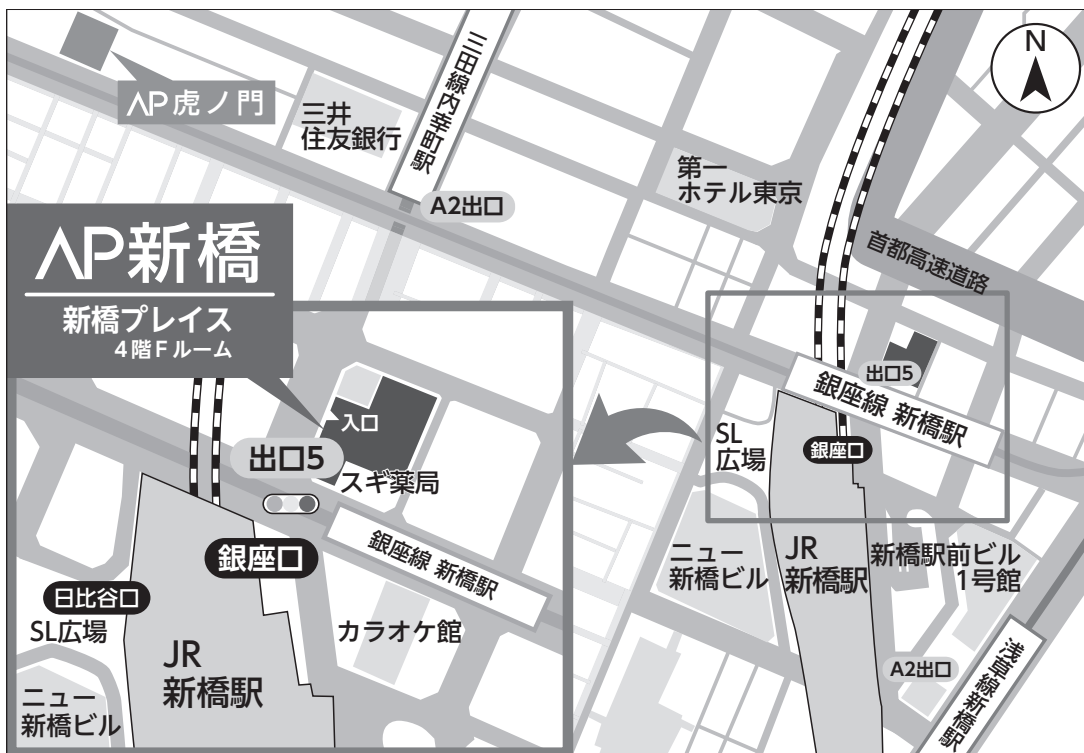 AP虎ノ門
三井
住友銀行
三田線内幸町駅
A2出口
第一
ホテル東京
首都高速道路
N
AP新橋
新橋プレイス
4階Fルーム
入口
出口5
スギ薬局
銀座線 新橋駅
銀座口
日比谷口
SL広場
JR
新橋駅
カラオケ館
ニュー
新橋ビル
出口5
銀座線 新橋駅
SL
広場
銀座口
ニュー
新橋ビル
JR
新橋駅
新橋駅前ビル
1号館
A2出口
浅草線新橋駅